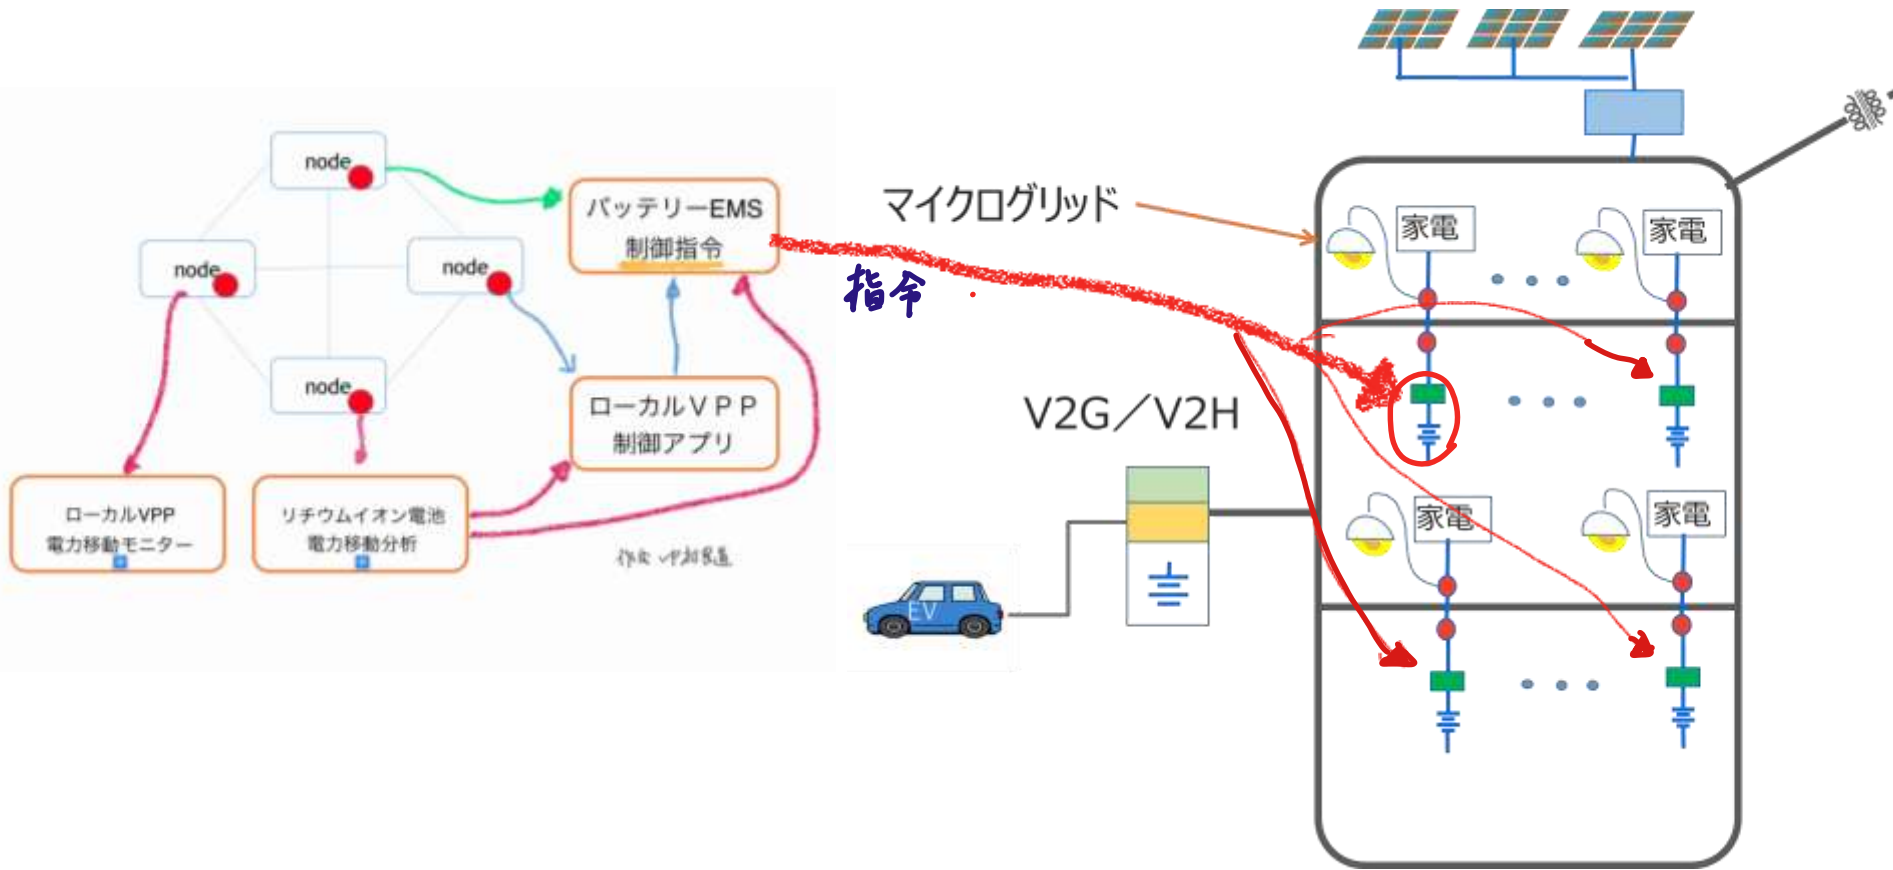 node
node
node
node
バッテリーEMS
制御指令
指令
ローカルVPP
制御アプリ
ローカルVPP
電力移動モニター
リチウムイオン電池
電力移動分析
マイクログリッド
V2G/V2H
EV
家電
家電
家電
家電